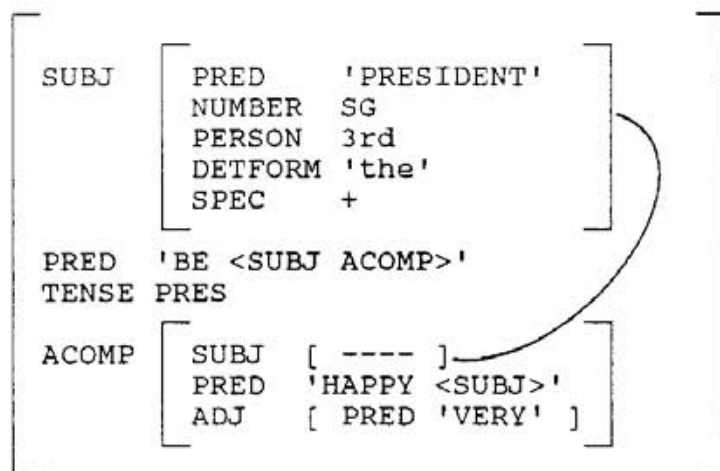 SUBJ PRED 'PRESIDENT'
NUMBER SG
PERSON 3rd
DETFORM 'the'
SPEC +
PRED 'BE <SUBJ ACOMP>'
TENSE PRES
ACOMP SUBJ [ ---- ]
PRED 'HAPPY <SUBJ>'
ADJ [ PRED 'VERY' ]